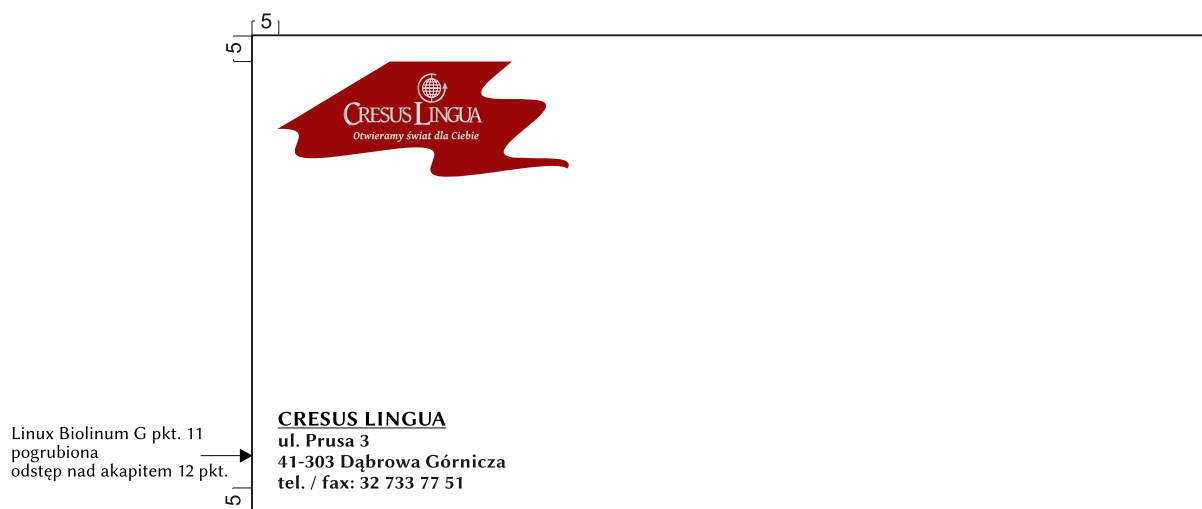 5
5
CRESUS LINGUA
Otwieramy świat dla Ciebie
CRESUS LINGUA
ul. Prusa 3
41-303 Dąbrowa Górnicza
tel. / fax: 32 733 77 51
Linux Biolinum G pkt. 11
pogrubiona
odstęp nad akapitem 12 pkt.
5